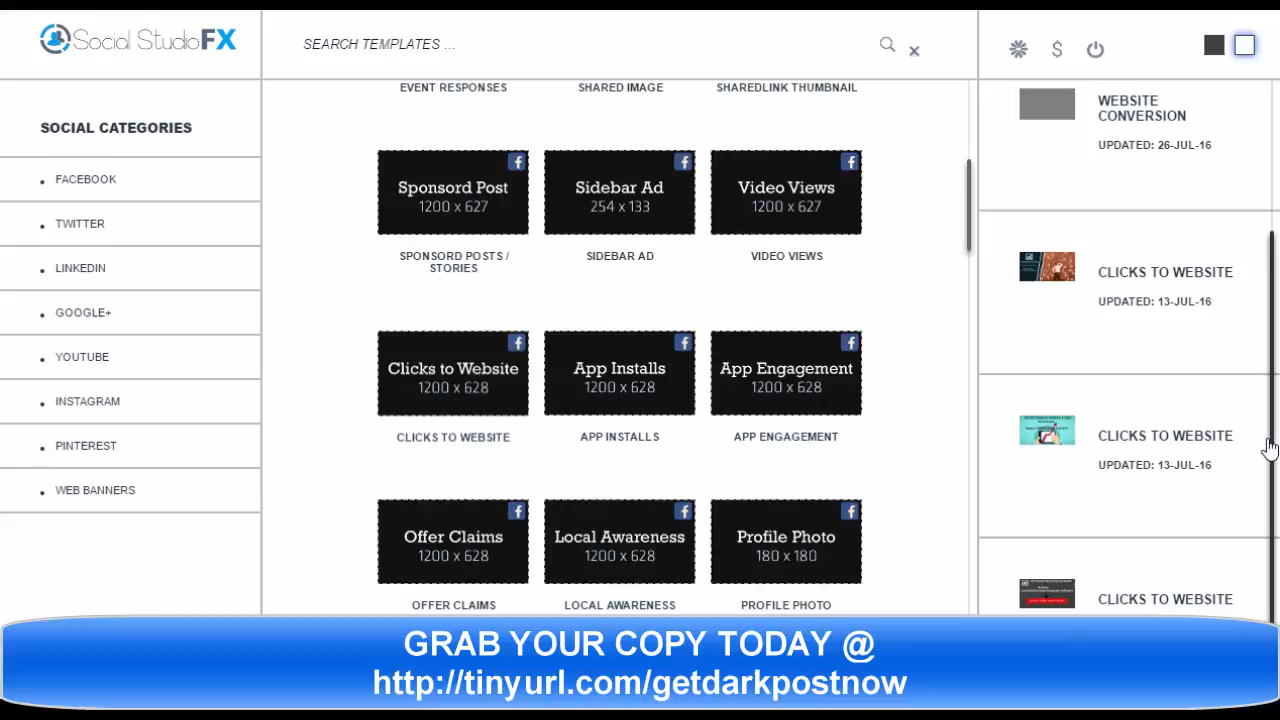 Social StudioFX
SEARCH TEMPLATES ...
SOCIAL CATEGORIES
FACEBOOK
TWITTER
LINKEDIN
GOOGLE+
YOUTUBE
INSTAGRAM
PINTEREST
WEB BANNERS
EVENT RESPONSES
SHARED IMAGE
SHAREDLINK THUMBNAIL
Sponsord Post
1200 x 627
SPONSORD POSTS /
STORIES
Sidebar Ad
254 x 133
SIDEBAR AD
Video Views
1200 x 627
VIDEO VIEWS
Clicks to Website
1200 x 628
CLICKS TO WEBSITE
App Installs
1200 x 628
APP INSTALLS
App Engagement
1200 x 628
APP ENGAGEMENT
Offer Claims
1200 x 628
OFFER CLAIMS
Local Awareness
1200 x 628
LOCAL AWARENESS
Profile Photo
180 x 180
PROFILE PHOTO
WEBSITE
CONVERSION
UPDATED: 26-JUL-16
CLICKS TO WEBSITE
UPDATED: 13-JUL-16
CLICKS TO WEBSITE
UPDATED: 13-JUL-16
CLICKS TO WEBSITE
GRAB YOUR COPY TODAY @
http://tinyurl.com/getdarkpostnow